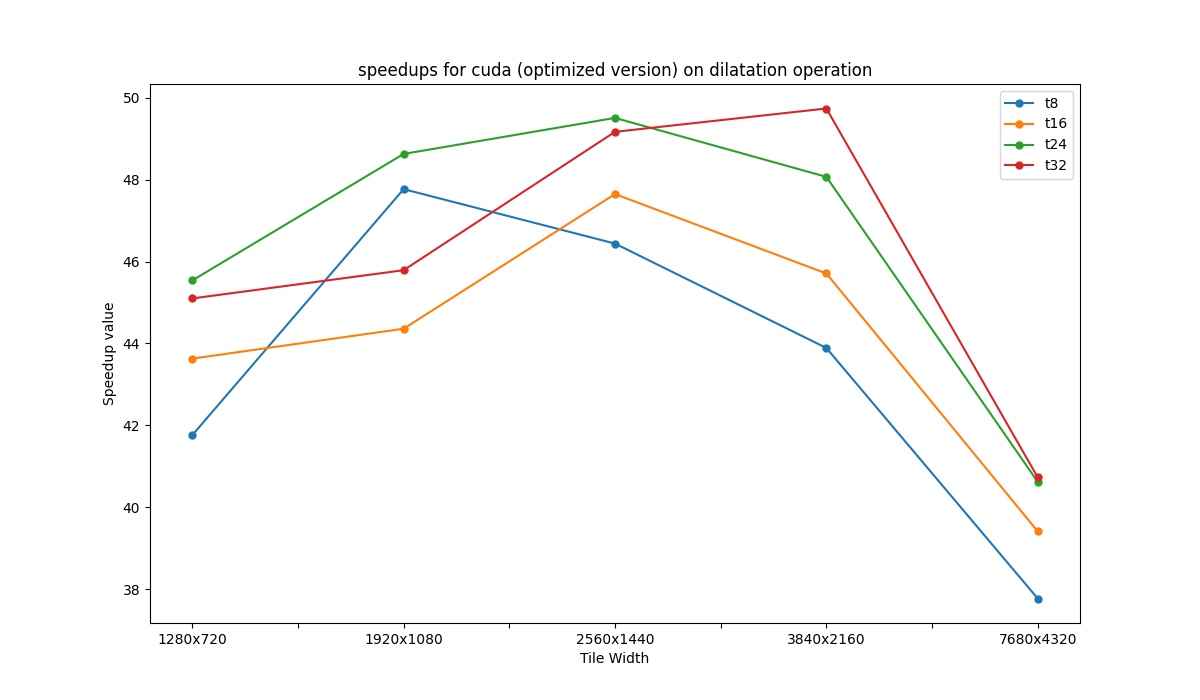 speedups for cuda (optimized version) on dilatation operation
50
48
46
44
42
40
38
Speedup value
t8
t16
t24
t32
1280x720
1920x1080
2560x1440
3840x2160
7680x4320
Tile Width